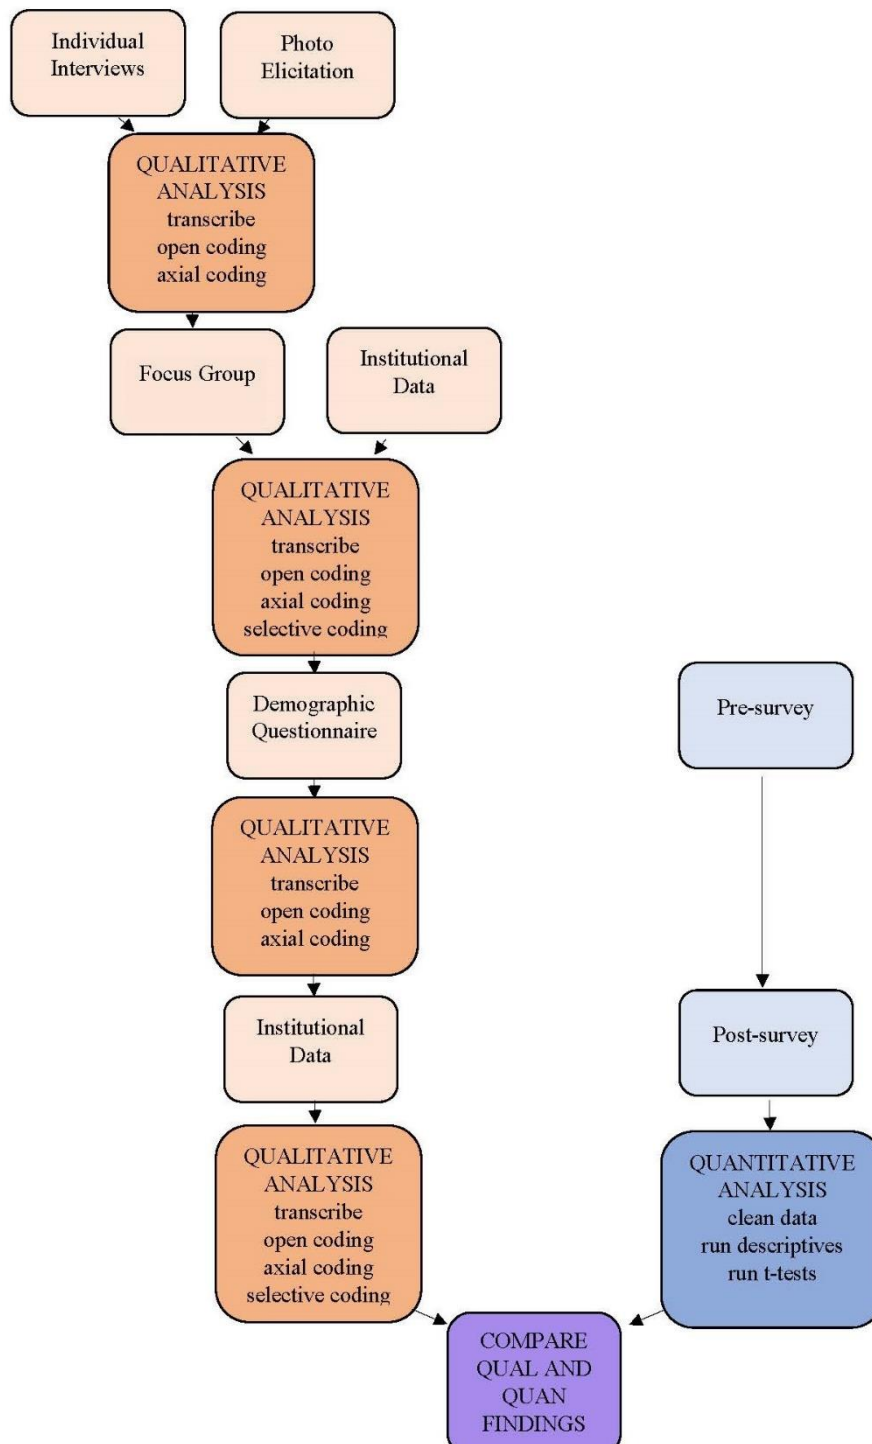 Individual
Interviews
Photo
Elicitation
QUALITATIVE
ANALYSIS
transcribe
open coding
axial coding
Focus Group
Institutional
Data
QUALITATIVE
ANALYSIS
transcribe
open coding
axial coding
selective coding
Demographic
Questionnaire
Pre-survey
QUALITATIVE
ANALYSIS
transcribe
open coding
axial coding
Institutional
Data
Post-survey
QUALITATIVE
ANALYSIS
transcribe
open coding
axial coding
selective coding
QUANTITATIVE
ANALYSIS
clean data
run descriptives
run t-tests
COMPARE
QUAL AND
QUAN
FINDINGS